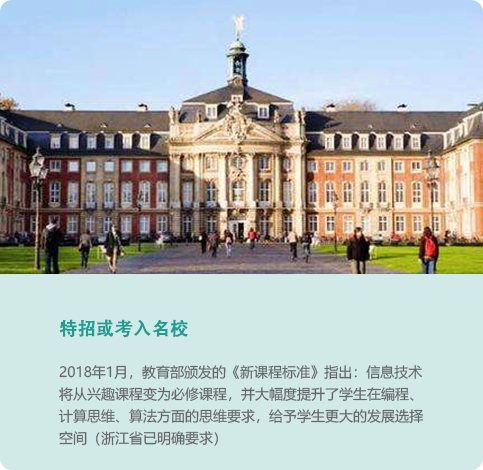 特招或考入名校
2018年1月，教育部颁发的《新课程标准》指出：信息技术
将从兴趣课程变为必修课程，并大幅度提升了学生在编程、
计算思维、算法方面的思维要求，给予学生更大的发展选择
空间（浙江省已明确要求）